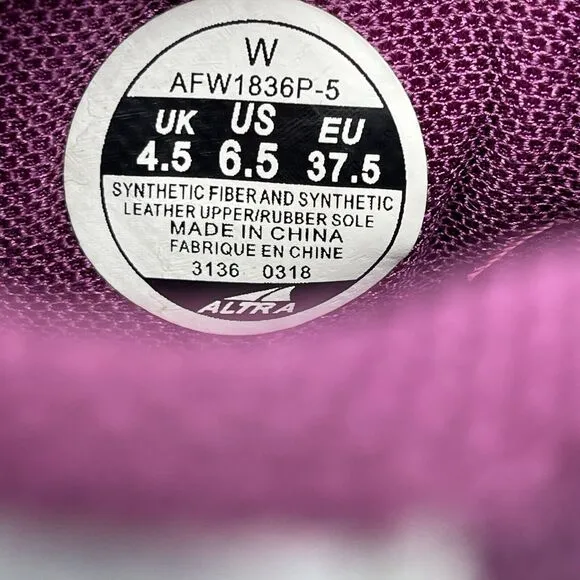 W
AFW1836P-5
UK US EU
4.5 6.5 37.5
SYNTHETIC FIBER AND SYNTHETIC
LEATHER UPPER/RUBBER SOLE
MADE IN CHINA
FABRIQUE EN CHINE
3136 0318
ALTRA